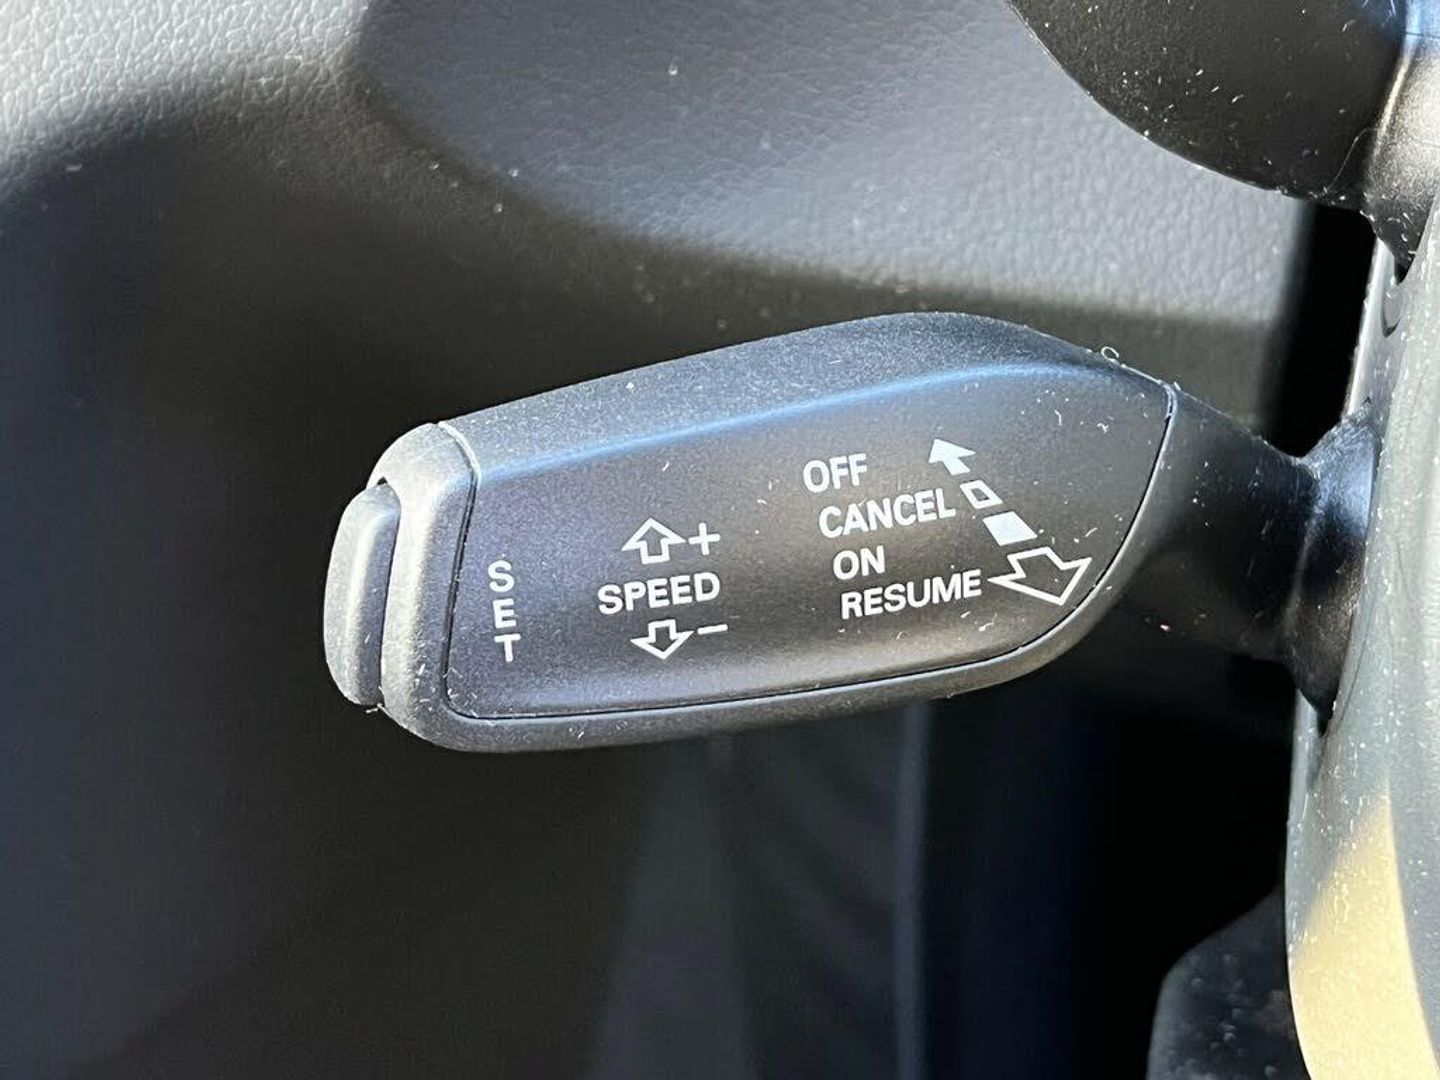 SET
+
SPEED
−
OFF
CANCEL
ON
RESUME